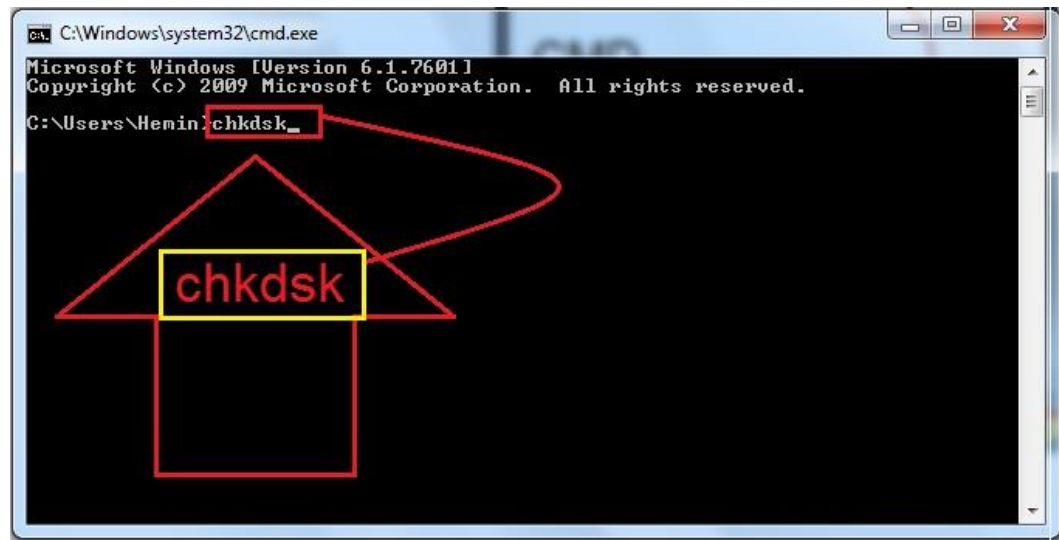 C:\Windows\system32\cmd.exe
CMD
Microsoft Windows [Version 6.1.7601]
Copyright (c) 2009 Microsoft Corporation.  All rights reserved.
C:\Users\Hemin>chkdsk_
chkdsk